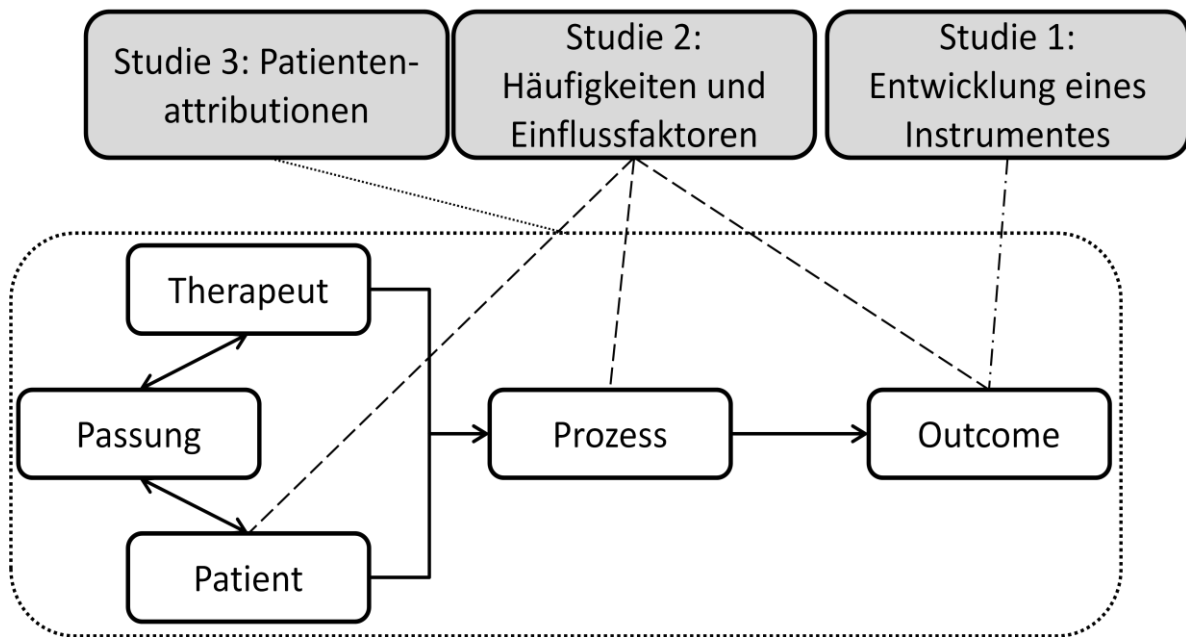 Studie 3: Patienten-
attributionen
Studie 2:
Häufigkeiten und
Einflussfaktoren
Studie 1:
Entwicklung eines
Instrumentes
Therapeut
Passung
Patient
Prozess
Outcome